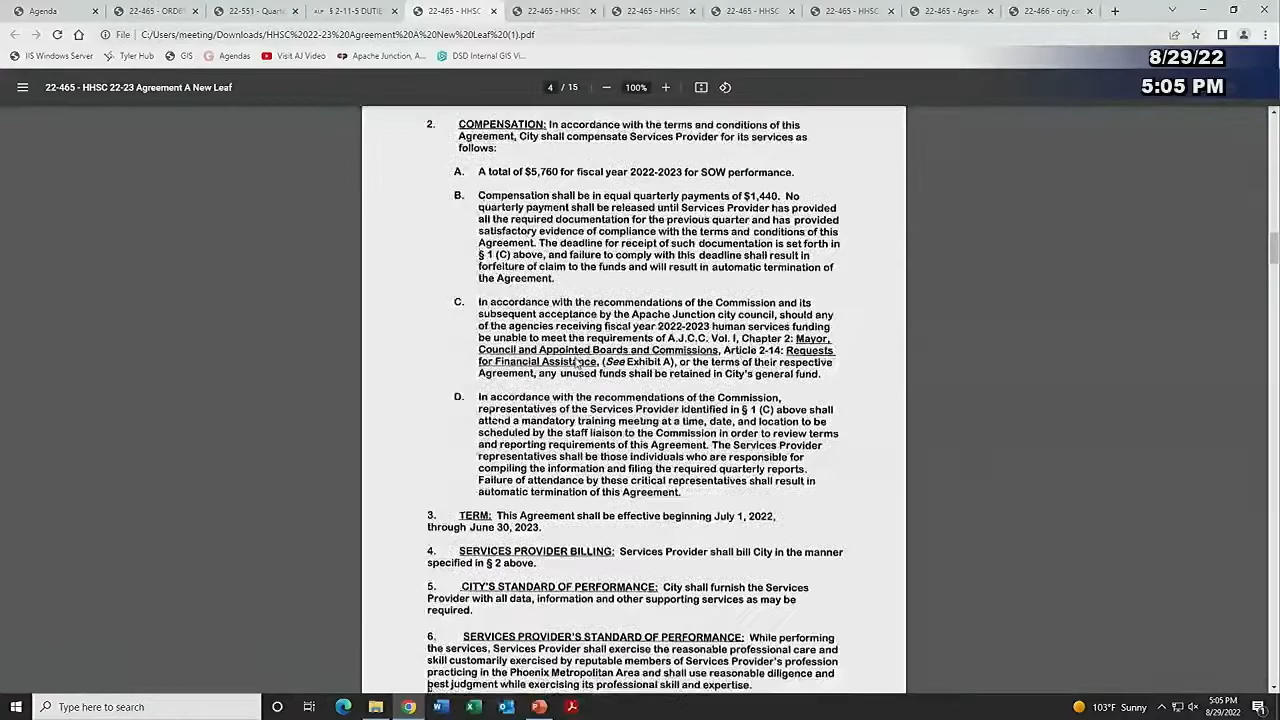 Agenda
22-465 - ORD
22-551 - Quart
§ 2-11-5 DUTIE
22-465 - HHSC
22-465 - HHSC
22-465 - HHSC
22-465 - HHSC
22-465 - HHSC
22-465 - Agree
22-466 - city co
File
C:/Users/meeting/Downloads/HHSC%2022-23%20Agreement%20A%20New%20Leaf%20(1).pdf
IIS Windows Server
Tyler Hub
GIS
Agendas
Visit AJ Video
Apache Junction, A...
DSD Internal GIS Vi...
8/29/22
5:05 PM
22-465 - HHSC 22-23 Agreement A New Leaf
4 / 15
100%
2. COMPENSATION: In accordance with the terms and conditions of this
Agreement, City shall compensate Services Provider for its services as
follows:
A. A total of $5,760 for fiscal year 2022-2023 for SOW performance.
B. Compensation shall be in equal quarterly payments of $1,440. No
quarterly payment shall be released until Services Provider has provided
all the required documentation for the previous quarter and has provided
satisfactory evidence of compliance with the terms and conditions of this
Agreement. The deadline for receipt of such documentation is set forth in
§ 1 (C) above, and failure to comply with this deadline shall result in
forfeiture of claim to the funds and will result in automatic termination of
the Agreement.
C. In accordance with the recommendations of the Commission and its
subsequent acceptance by the Apache Junction city council, should any
of the agencies receiving fiscal year 2022-2023 human services funding
be unable to meet the requirements of A.J.C.C. Vol. I, Chapter 2: Mayor,
Council and Appointed Boards and Commissions, Article 2-14: Requests
for Financial Assistance, (See Exhibit A), or the terms of their respective
Agreement, any unused funds shall be retained in City's general fund.
D. In accordance with the recommendations of the Commission,
representatives of the Services Provider identified in § 1 (C) above shall
attend a mandatory training meeting at a time, date, and location to be
scheduled by the staff liaison to the Commission in order to review terms
and reporting requirements of this Agreement. The Services Provider
representatives shall be those individuals who are responsible for
compiling the information and filing the required quarterly reports.
Failure of attendance by these critical representatives shall result in
automatic termination of this Agreement.
3. TERM: This Agreement shall be effective beginning July 1, 2022,
through June 30, 2023.
4. SERVICES PROVIDER BILLING: Services Provider shall bill City in the manner
specified in § 2 above.
5. CITY'S STANDARD OF PERFORMANCE: City shall furnish the Services
Provider with all data, information and other supporting services as may be
required.
6. SERVICES PROVIDER'S STANDARD OF PERFORMANCE: While performing
the services, Services Provider shall exercise the reasonable professional care and
skill customarily exercised by reputable members of Services Provider's profession
practicing in the Phoenix Metropolitan Area and shall use reasonable diligence and
best judgment while exercising its professional skill and expertise.
Type here to search
103°F Sunny
5:05 PM
8/29/2022